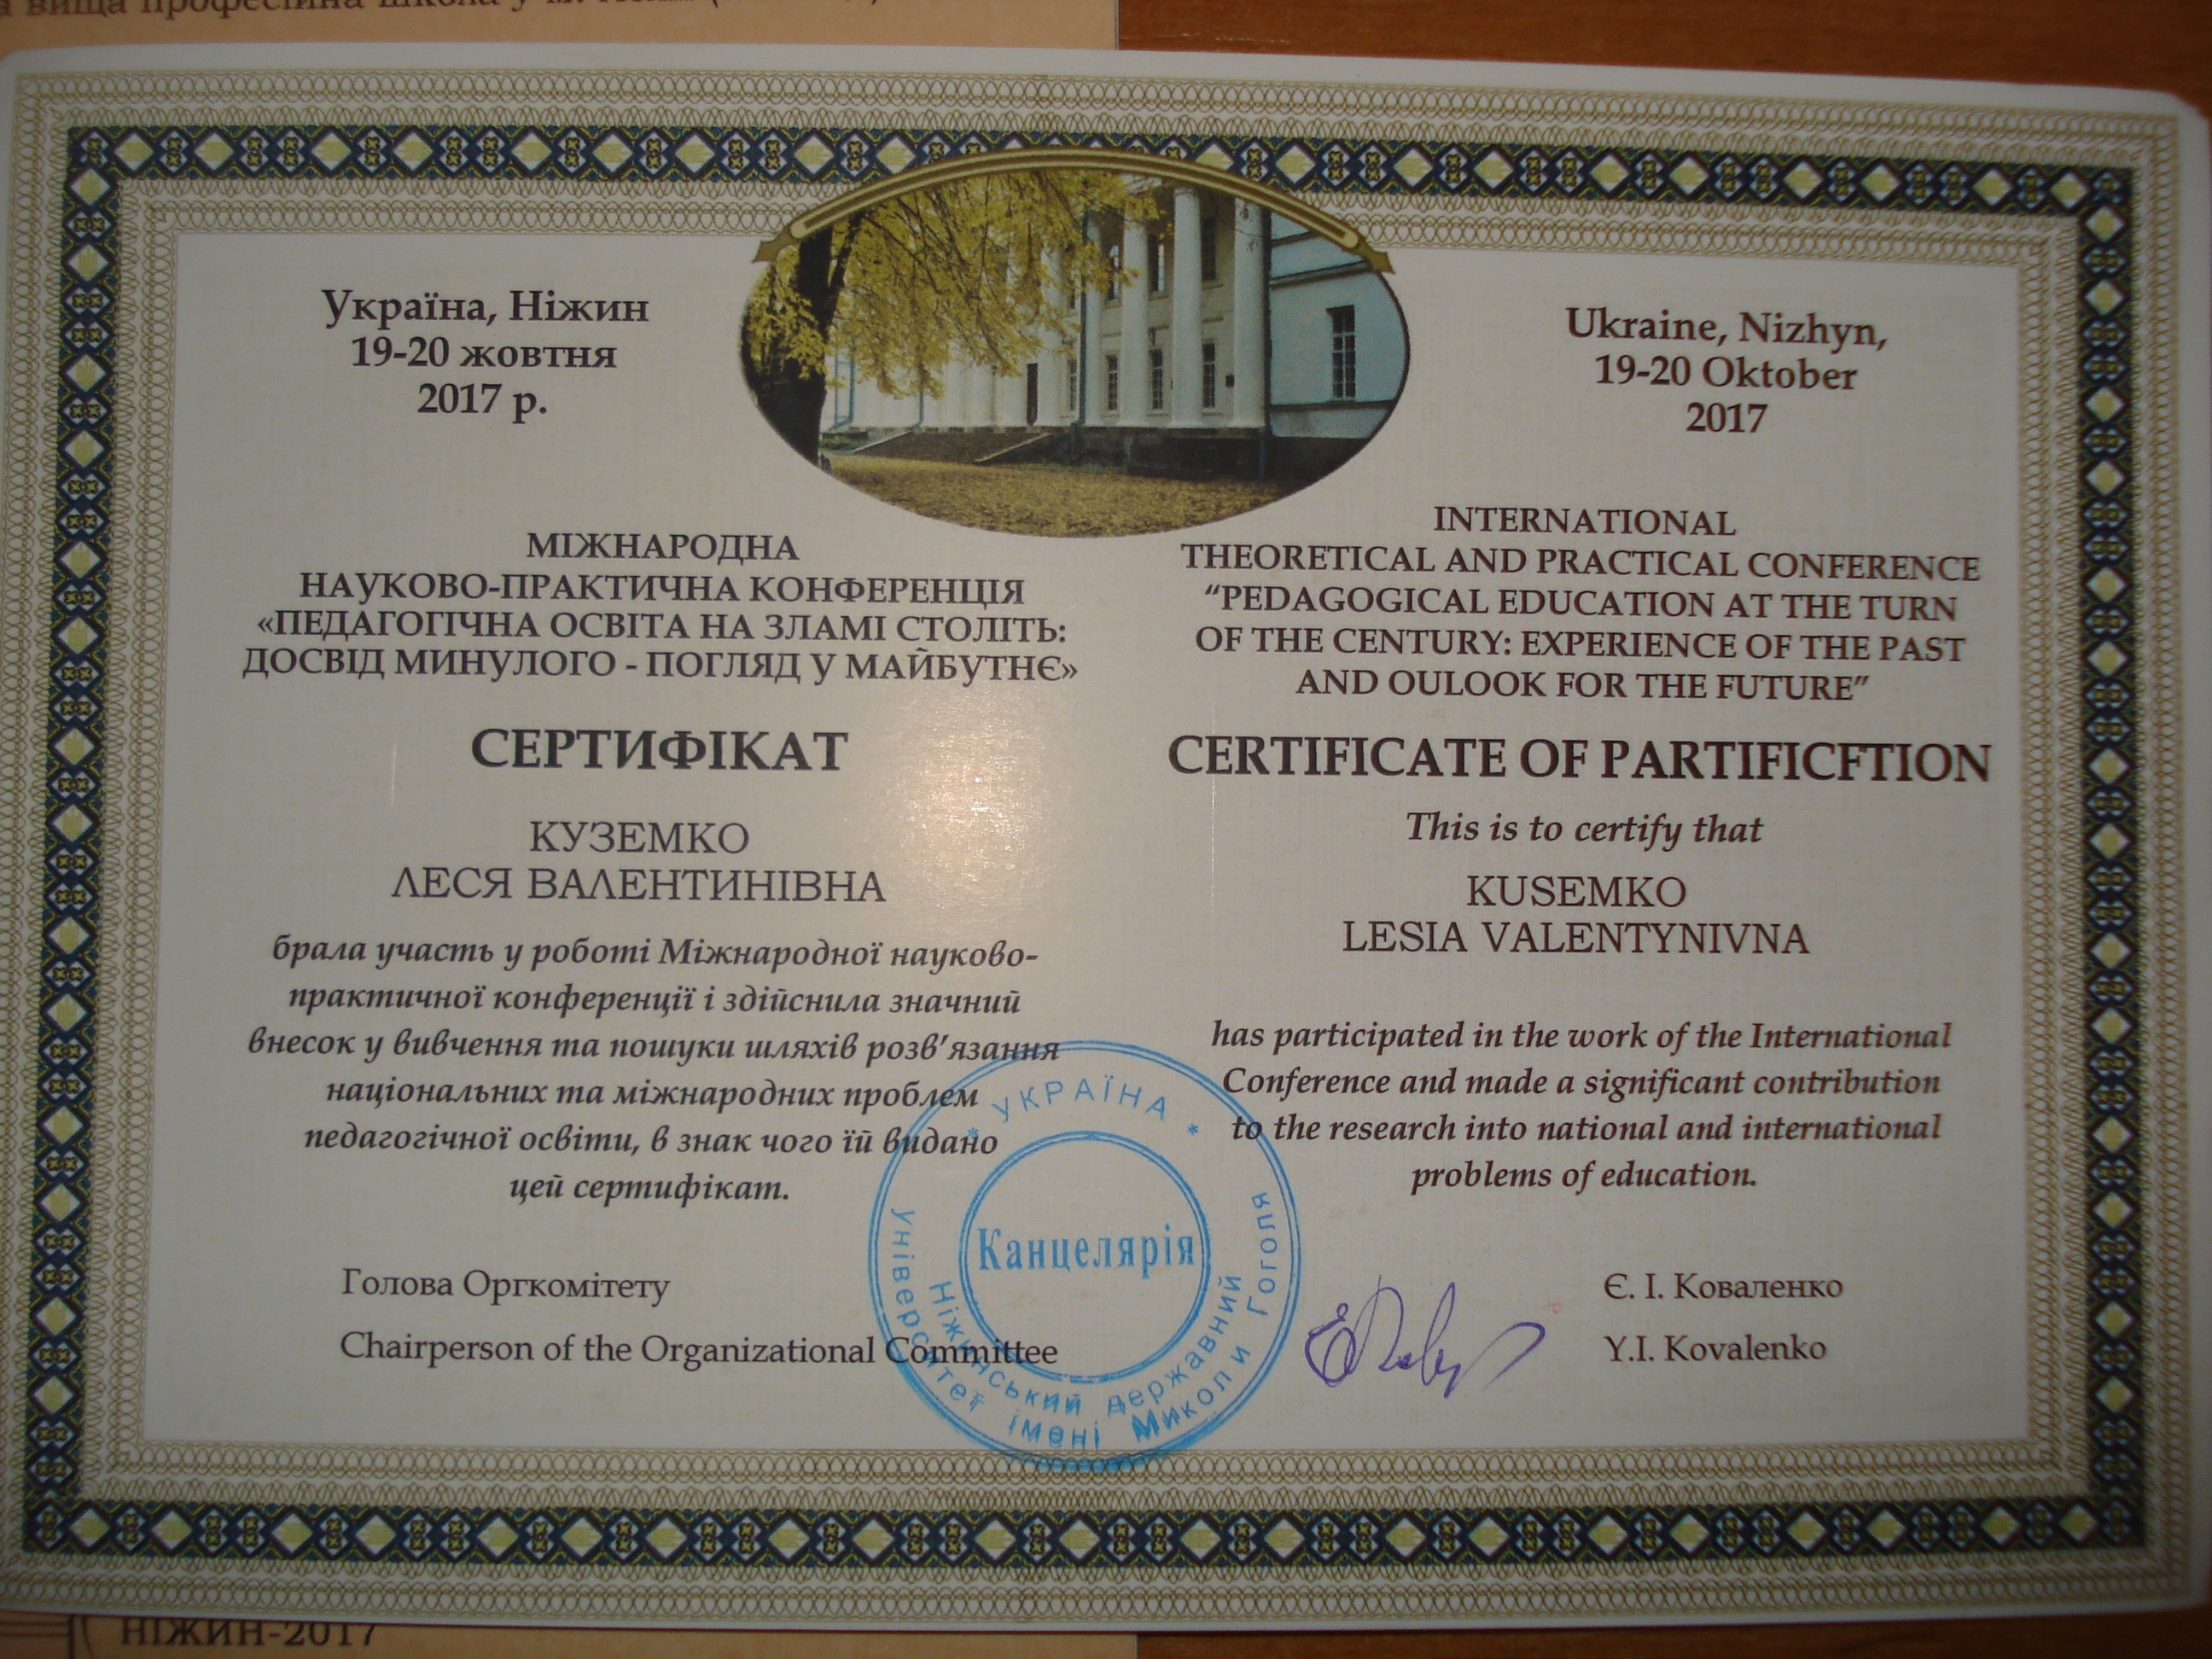 вища професійна школа у м.
Україна, Ніжин
19-20 жовтня
2017 р.
Ukraine, Nizhyn,
19-20 Oktober
2017
МІЖНАРОДНА
НАУКОВО-ПРАКТИЧНА КОНФЕРЕНЦІЯ
«ПЕДАГОГІЧНА ОСВІТА НА ЗЛАМІ СТОЛІТЬ:
ДОСВІД МИНУЛОГО - ПОГЛЯД У МАЙБУТНЄ»
СЕРТИФІКАТ
КУЗЕМКО
ЛЕСЯ ВАЛЕНТИНІВНА
брала участь у роботі Міжнародної науково-
практичної конференції і здійснила значний
внесок у вивчення та пошуки шляхів розв’язання
національних та міжнародних проблем
педагогічної освіти, в знак чого їй видано
цей сертифікат.
INTERNATIONAL
THEORETICAL AND PRACTICAL CONFERENCE
“PEDAGOGICAL EDUCATION AT THE TURN
OF THE CENTURY: EXPERIENCE OF THE PAST
AND OULOOK FOR THE FUTURE”
CERTIFICATE OF PARTIFICFTION
This is to certify that
KUSEMKO
LESIA VALENTYNIVNA
has participated in the work of the International
Conference and made a significant contribution
to the research into national and international
problems of education.
* УКРАЇНА *
Ніжинський державний
університет імені Миколи Гоголя
Канцелярія
Голова Оргкомітету
Є. І. Коваленко
Chairperson of the Organizational Committee
Y.I. Kovalenko
НІЖИН-2017